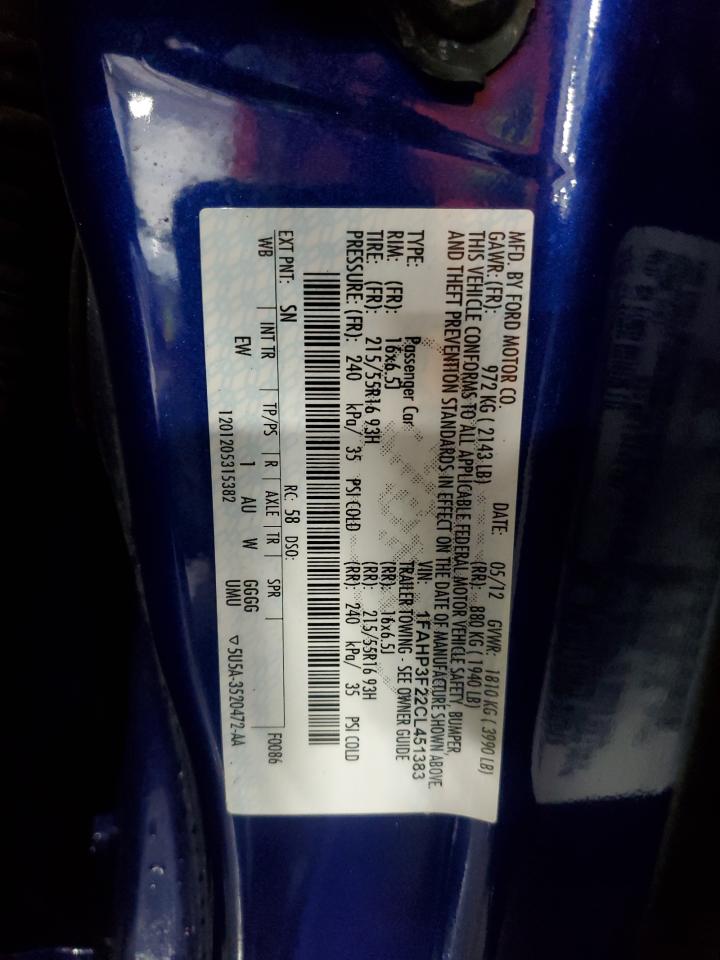 MFD. BY FORD MOTOR CO. DATE: 05/12 GVWR: 1810 KG ( 3990 LB)
GAWR: (FR): 972 KG ( 2143 LB) (RR): 880 KG ( 1940 LB)
THIS VEHICLE CONFORMS TO ALL APPLICABLE FEDERAL MOTOR VEHICLE SAFETY, BUMPER,
AND THEFT PREVENTION STANDARDS IN EFFECT ON THE DATE OF MANUFACTURE SHOWN ABOVE.
VIN: 1FAHP3F22CL451383
TYPE: Passenger Car TRAILER TOWING - SEE OWNER GUIDE
RIM: (FR): 16x6.5J (RR): 16x6.5J
TIRE: (FR): 215/55R16 93H (RR): 215/55R16 93H
PRESSURE: (FR): 240 kPa/ 35 PSI COLD (RR): 240 kPa/ 35 PSI COLD
EXT PNT: SN RC: 58 DSO: F0086
WB INT TR TP/PS R AXLE TR SPR
EW 1 AU W GGGG
UMU
1201205315382 ▽5U5A-3520472-AA